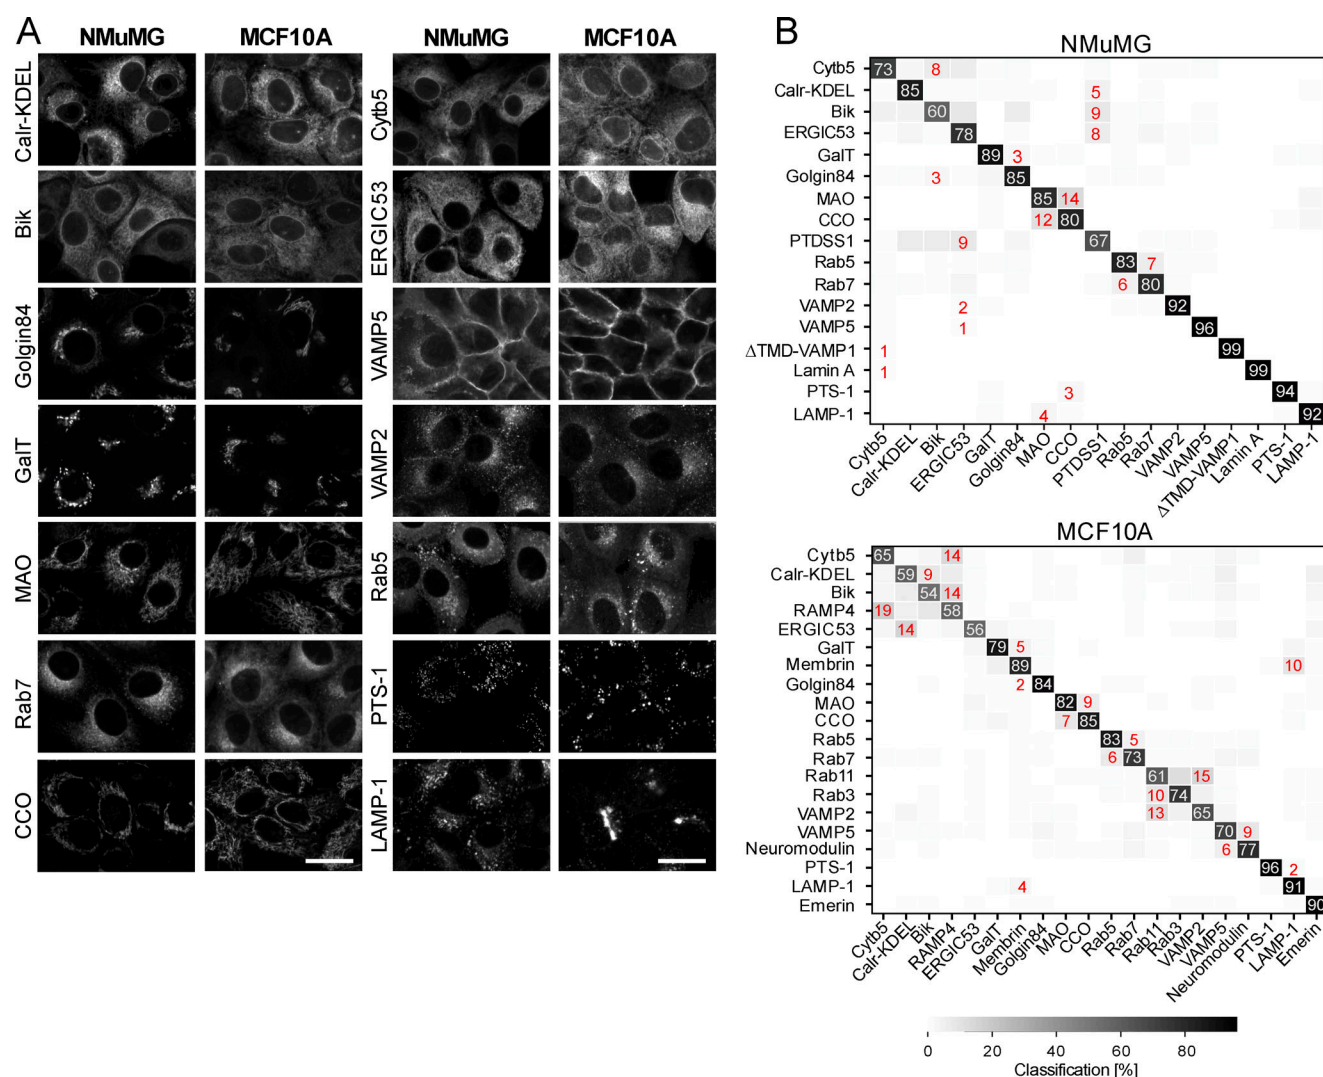 A
NMuMG MCF10A NMuMG MCF10A
Calr-KDEL Cytb5
Bik ERGIC53
Golgin84 VAMP5
GalT VAMP2
MAO Rab5
Rab7 PTS-1
CCO LAMP-1
B
NMuMG
Cytb5 73 8
Calr-KDEL 85 5
Bik 60 9
ERGIC53 78 8
GalT 89 3
Golgin84 3 85
MAO 85 14
CCO 12 80
PTDSS1 9 67
Rab5 83 7
Rab7 6 80
VAMP2 2 92
VAMP5 1 96
ΔTMD-VAMP1 1 99
Lamin A 1 99
PTS-1 3 94
LAMP-1 4 92
Cytb5 Calr-KDEL Bik ERGIC53 GalT Golgin84 MAO CCO PTDSS1 Rab5 Rab7 VAMP2 VAMP5 ΔTMD-VAMP1 Lamin A PTS-1 LAMP-1
MCF10A
Cytb5 65 14
Calr-KDEL 59 9
Bik 54 14
RAMP4 19 58
ERGIC53 14 56
GalT 79 5
Membrin 89 10
Golgin84 2 84
MAO 82 9
CCO 7 85
Rab5 83 5
Rab7 6 73
Rab11 61 15
Rab3 10 74
VAMP2 13 65
VAMP5 70 9
Neuromodulin 6 77
PTS-1 96 2
LAMP-1 4 91
Emerin 90
Cytb5 Calr-KDEL Bik RAMP4 ERGIC53 GalT Membrin Golgin84 MAO CCO Rab5 Rab7 Rab11 Rab3 VAMP2 VAMP5 Neuromodulin PTS-1 LAMP-1 Emerin
0 20 40 60 80
Classification [%]